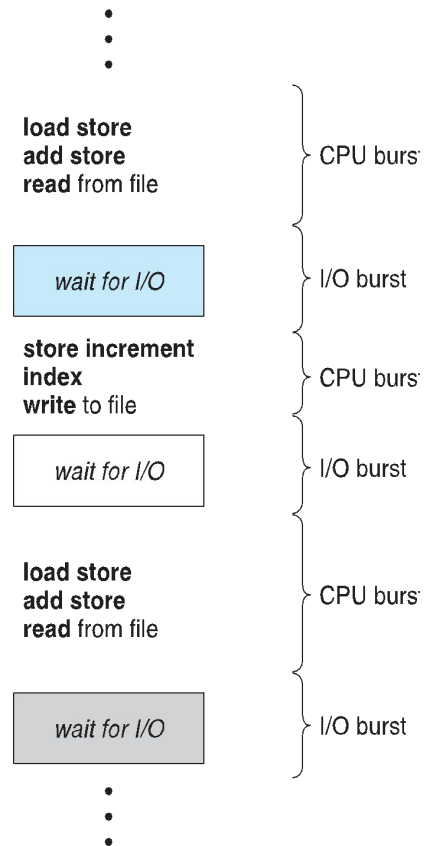 load store
add store
read from file
CPU burst
wait for I/O
I/O burst
store increment
index
write to file
CPU burst
wait for I/O
I/O burst
load store
add store
read from file
CPU burst
wait for I/O
I/O burst